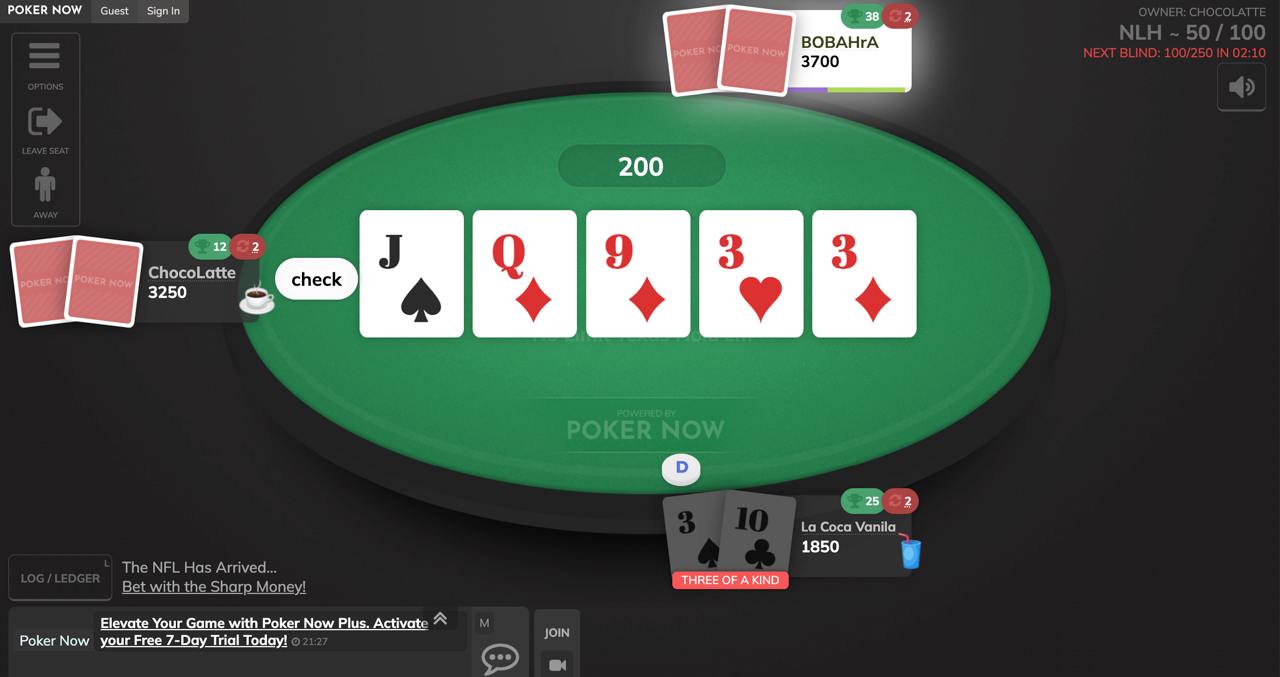 POKER NOW Guest Sign In
OPTIONS
LEAVE SEAT
AWAY
OWNER: CHOCOLATTE
NLH ~ 50 / 100
NEXT BLIND: 100/250 IN 02:10
POKER NOW
38 2
BOBAHrA
3700
200
12 2
ChocoLatte
3250
check
J
Q
9
3
3
POWERED BY
POKER NOW
D
3
10
THREE OF A KIND
25 2
La Coca Vanila
1850
LOG / LEDGER L
The NFL Has Arrived...
Bet with the Sharp Money!
Poker Now
Elevate Your Game with Poker Now Plus. Activate
your Free 7-Day Trial Today! 21:27
M
JOIN